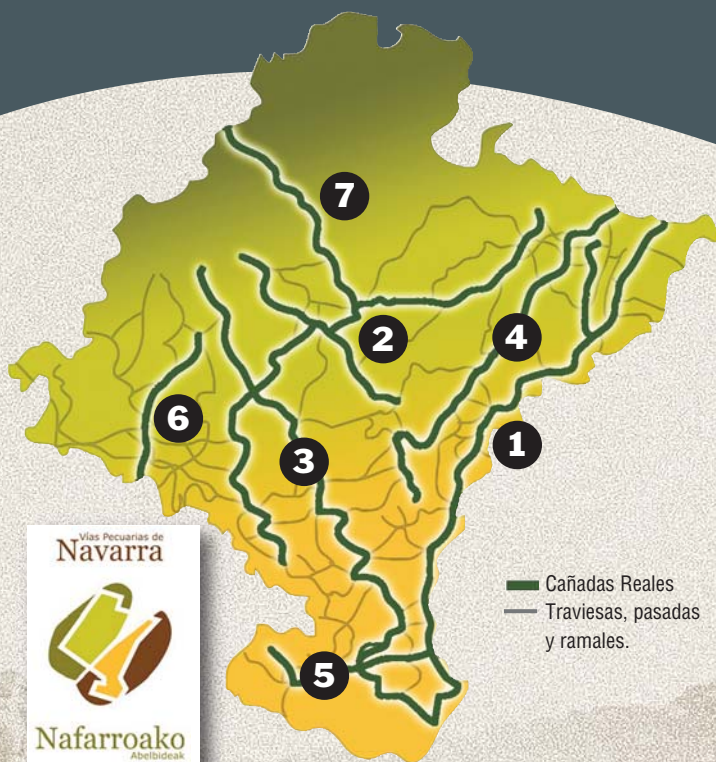 7
2
4
6
3
1
5
Vías Pecuarias de
Navarra
Nafarroako
Abelbideak
Cañadas Reales
Traviesas, pasadas
y ramales.